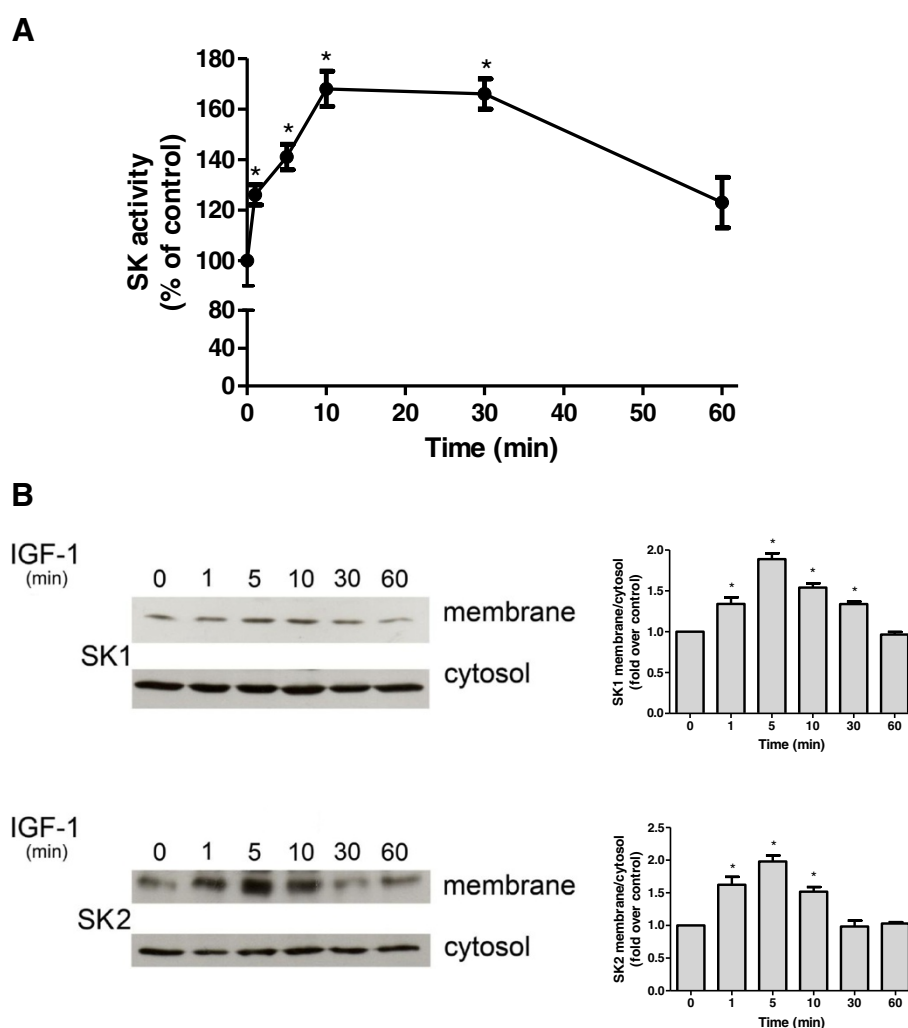 A
SK activity
(% of control)
180
160
140
120
100
80
40
0
*
*
*
*
0 10 20 30 40 50 60
Time (min)
B
IGF-1
(min)
0 1 5 10 30 60
membrane
SK1
cytosol
SK1 membrane/cytosol
(fold over control)
2.0
1.5
1.0
0.5
0.0
*
*
*
*
0 1 5 10 30 60
Time (min)
IGF-1
(min)
0 1 5 10 30 60
membrane
SK2
cytosol
SK2 membrane/cytosol
(fold over control)
2.5
2.0
1.5
1.0
0.5
0.0
*
*
*
0 1 5 10 30 60
Time (min)